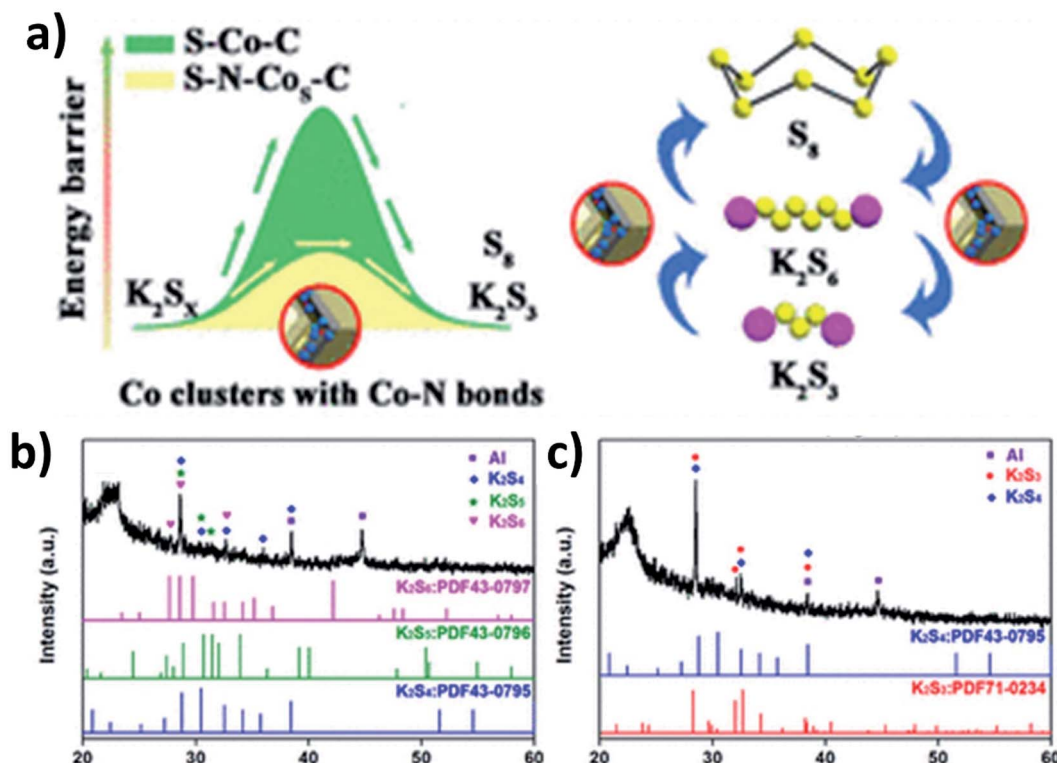 a)
S-Co-C
S-N-Coₛ-C
Energy barrier
K₂Sₓ
S₈
K₂S₃
Co clusters with Co-N bonds
S₈
K₂S₆
K₂S₃
b)
Al
K₂S₄
K₂S₅
K₂S₆
Intensity (a.u.)
K₂S₆:PDF43-0797
K₂S₅:PDF43-0796
K₂S₄:PDF43-0795
20 30 40 50 60
c)
K₂S₃
K₂S₄
Al
Intensity (a.u.)
K₂S₄:PDF43-0795
K₂S₃:PDF71-0234
20 30 40 50 60